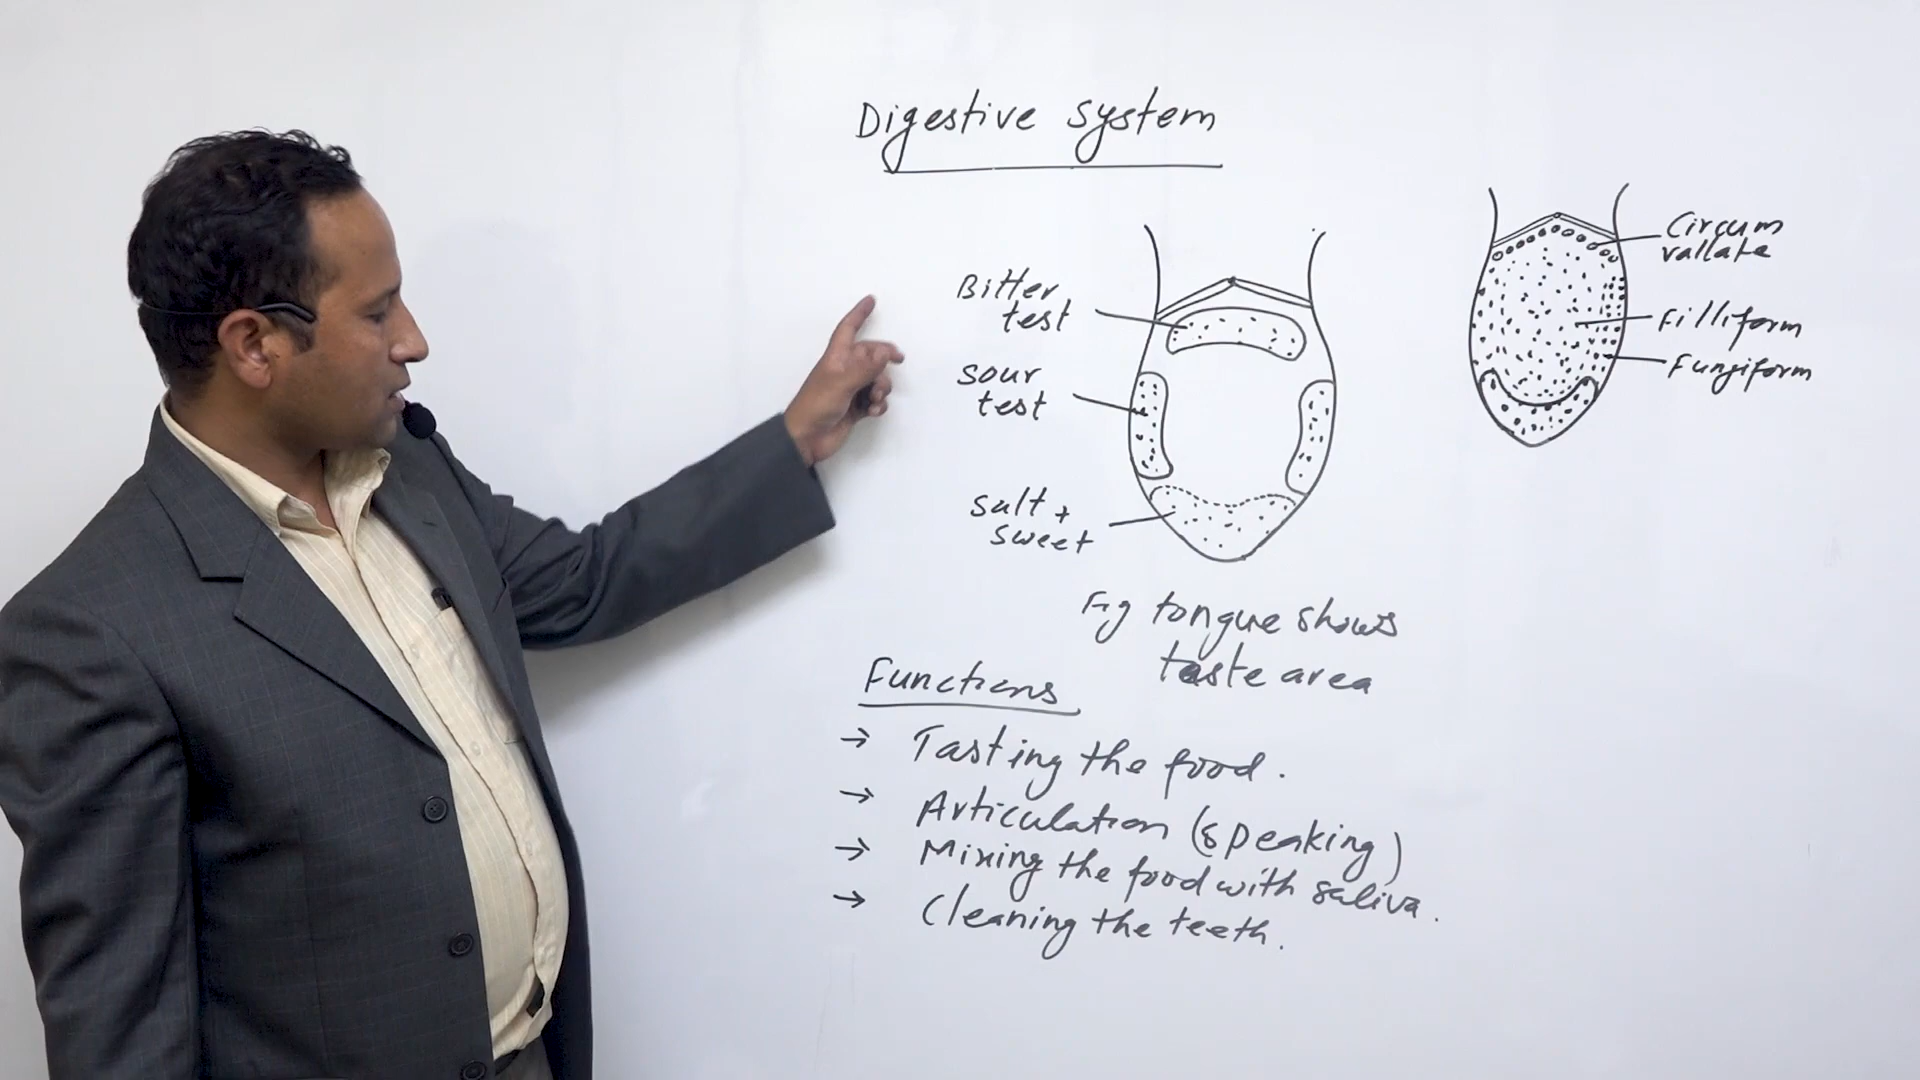 Digestive system
Bitter
test
sour
test
salt +
sweet
Fig tongue shows
taste area
Circum
vallate
Filliform
Fungiform
Functions
→ Tasting the food.
→ Articulation (speaking)
→ Mixing the food with saliva.
→ Cleaning the teeth.